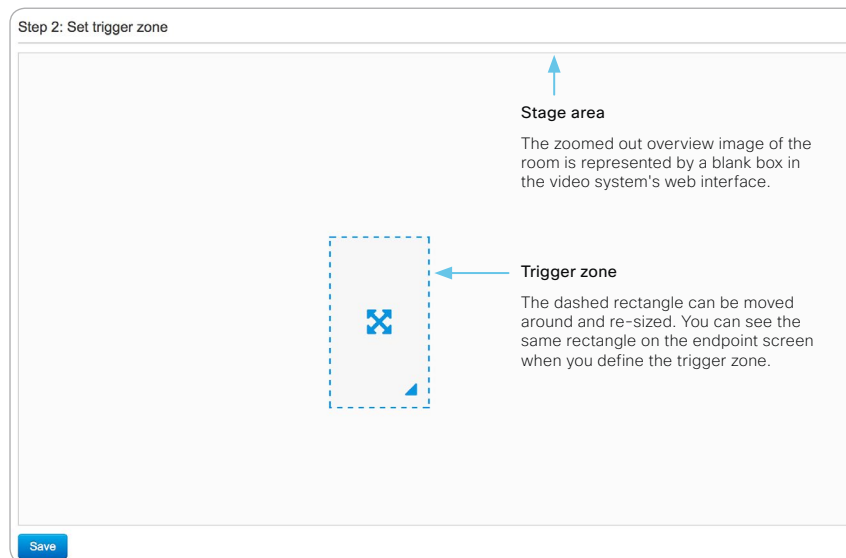 Step 2: Set trigger zone
Stage area
The zoomed out overview image of the
room is represented by a blank box in
the video system's web interface.
Trigger zone
The dashed rectangle can be moved
around and re-sized. You can see the
same rectangle on the endpoint screen
when you define the trigger zone.
Save